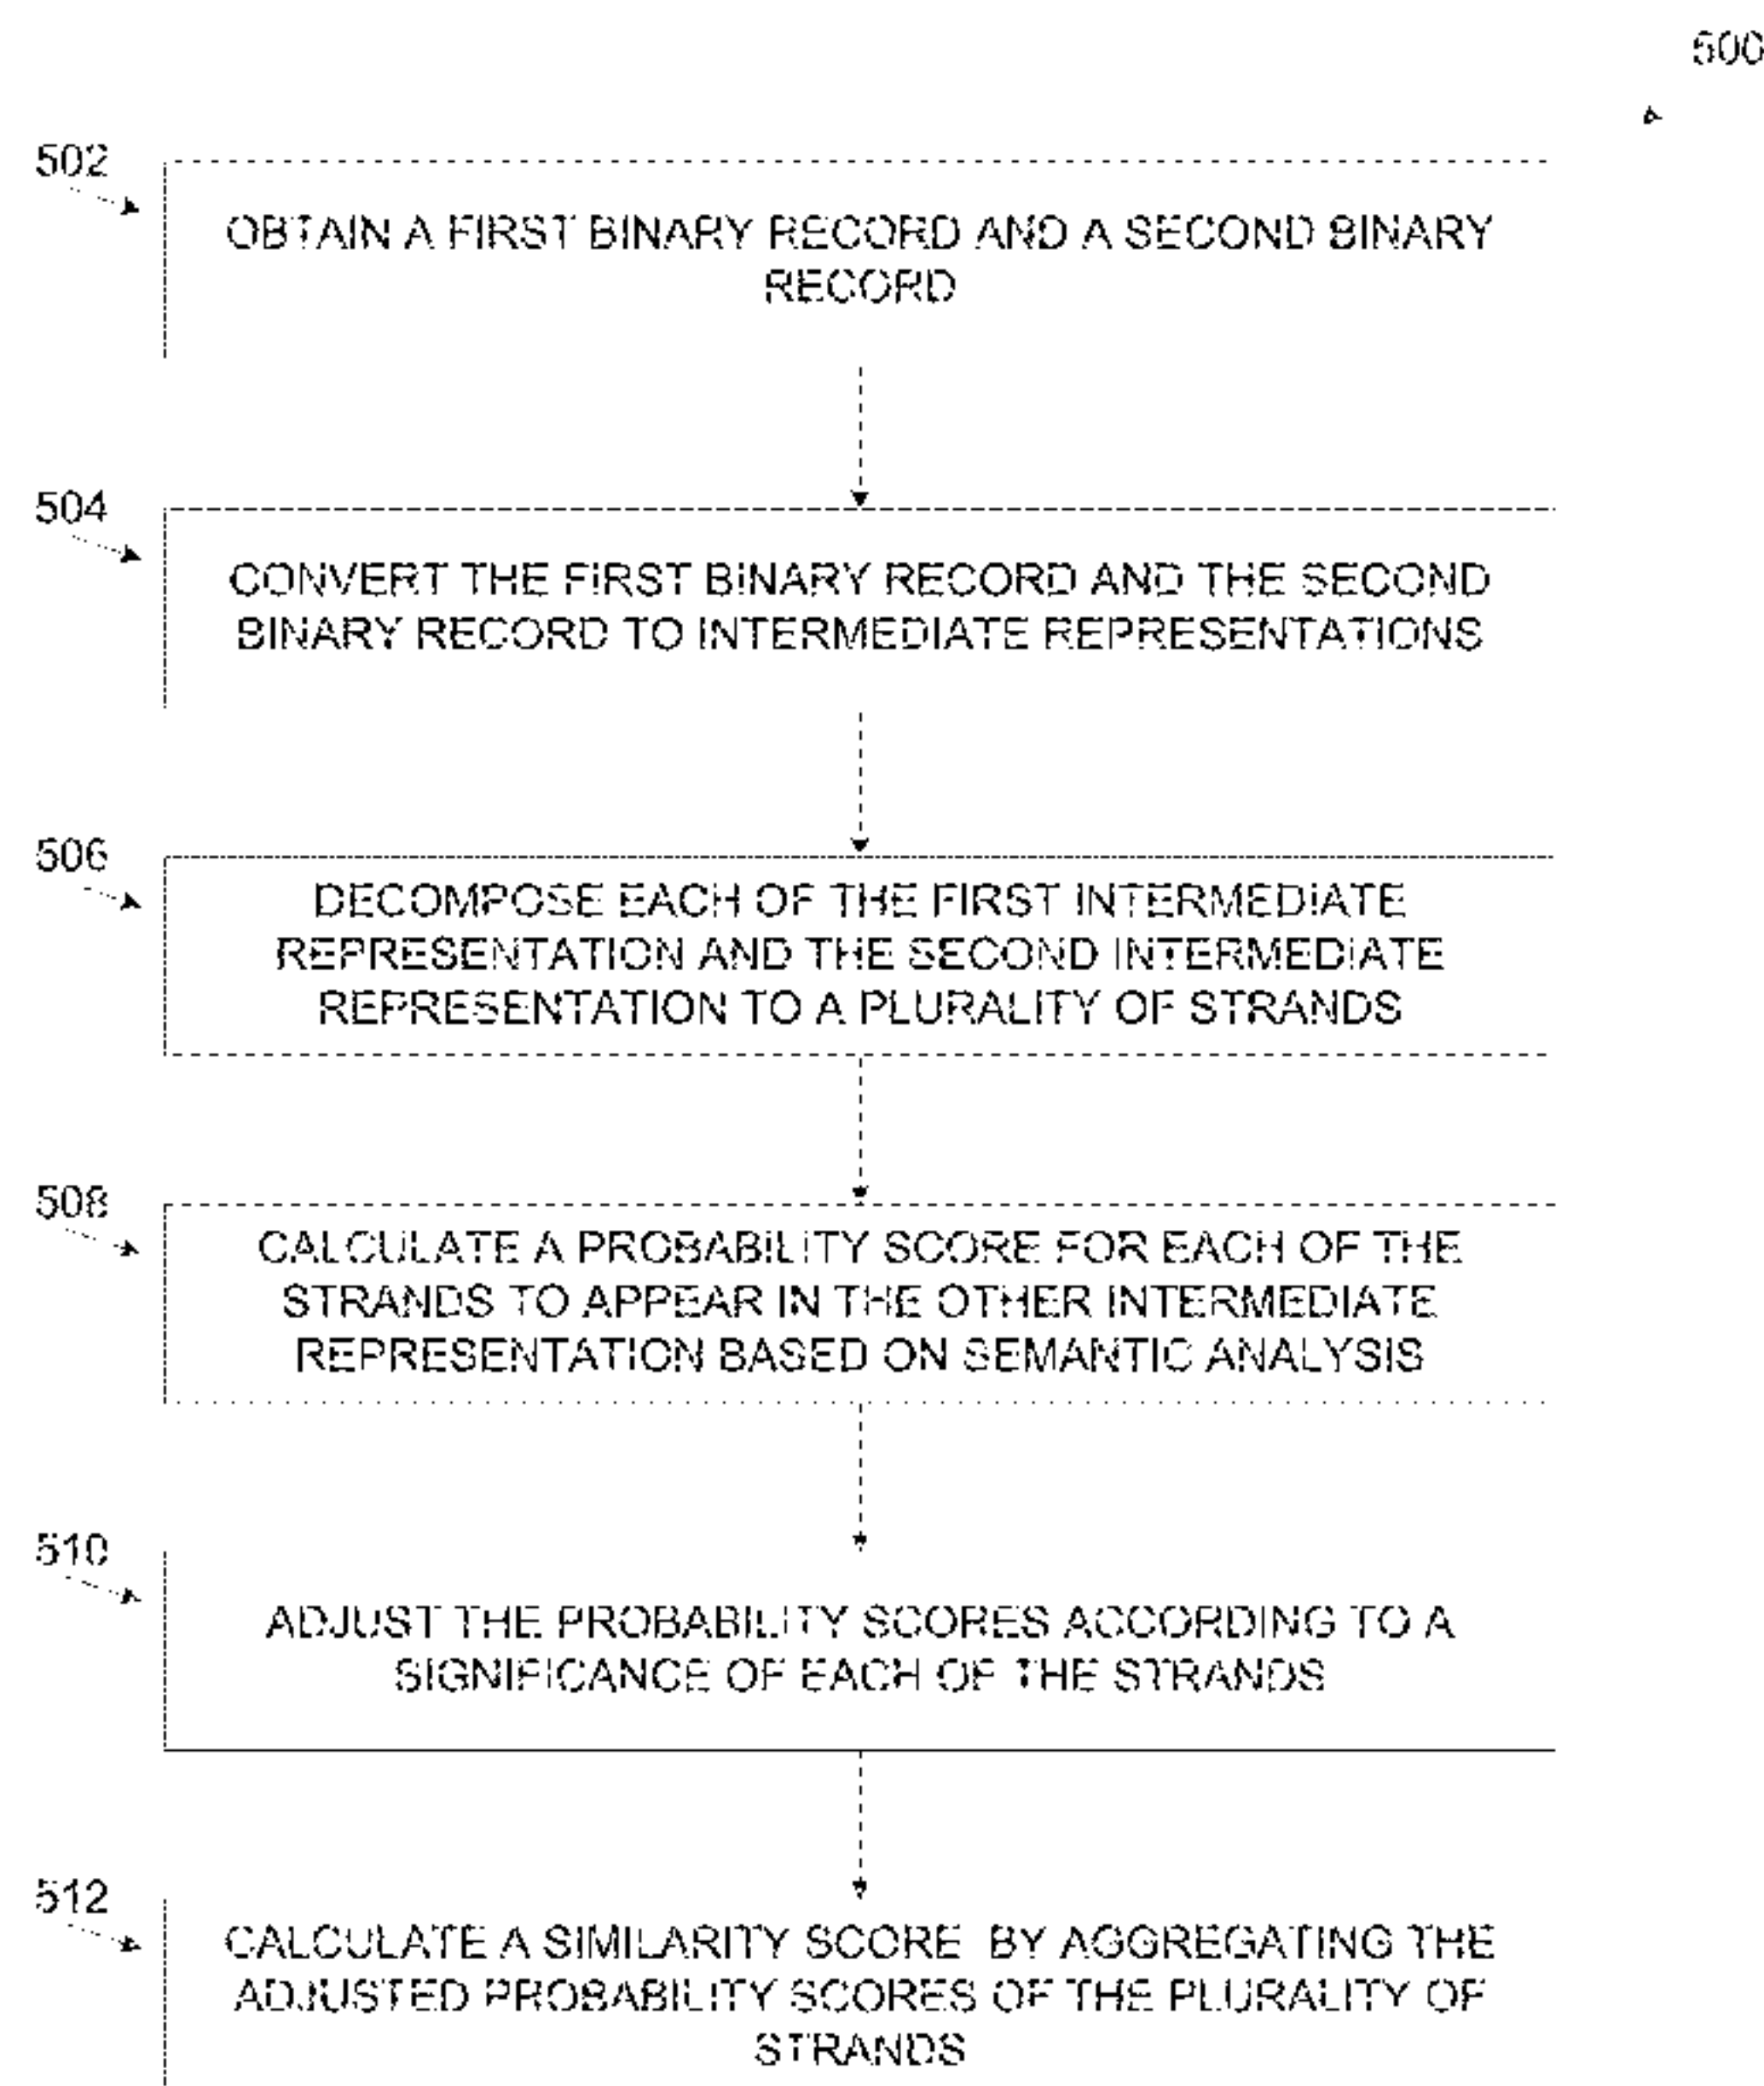 500
502
OBTAIN A FIRST BINARY RECORD AND A SECOND BINARY
RECORD
504
CONVERT THE FIRST BINARY RECORD AND THE SECOND
BINARY RECORD TO INTERMEDIATE REPRESENTATIONS
506
DECOMPOSE EACH OF THE FIRST INTERMEDIATE
REPRESENTATION AND THE SECOND INTERMEDIATE
REPRESENTATION TO A PLURALITY OF STRANDS
508
CALCULATE A PROBABILITY SCORE FOR EACH OF THE
STRANDS TO APPEAR IN THE OTHER INTERMEDIATE
REPRESENTATION BASED ON SEMANTIC ANALYSIS
510
ADJUST THE PROBABILITY SCORES ACCORDING TO A
SIGNIFICANCE OF EACH OF THE STRANDS
512
CALCULATE A SIMILARITY SCORE BY AGGREGATING THE
ADJUSTED PROBABILITY SCORES OF THE PLURALITY OF
STRANDS